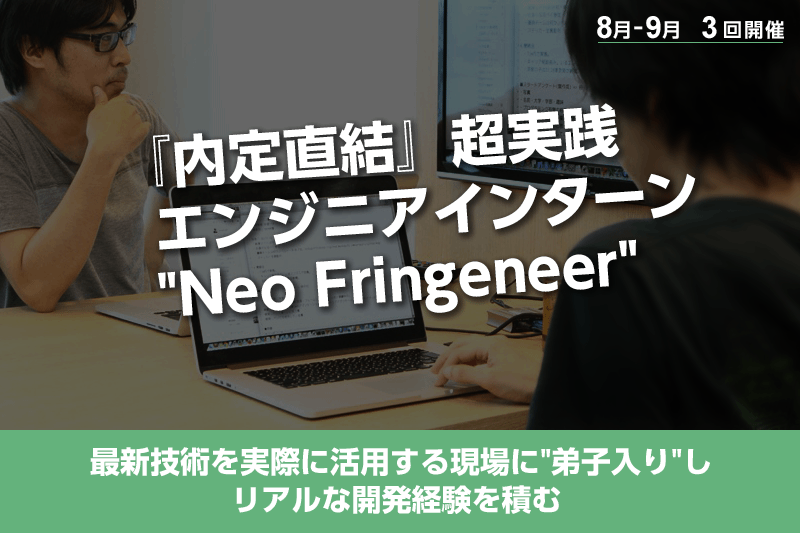 8月-9月 3回開催
『内定直結』超実践
エンジニアインターン
"Neo Fringeneer"
最新技術を実際に活用する現場に"弟子入り"し
リアルな開発経験を積む